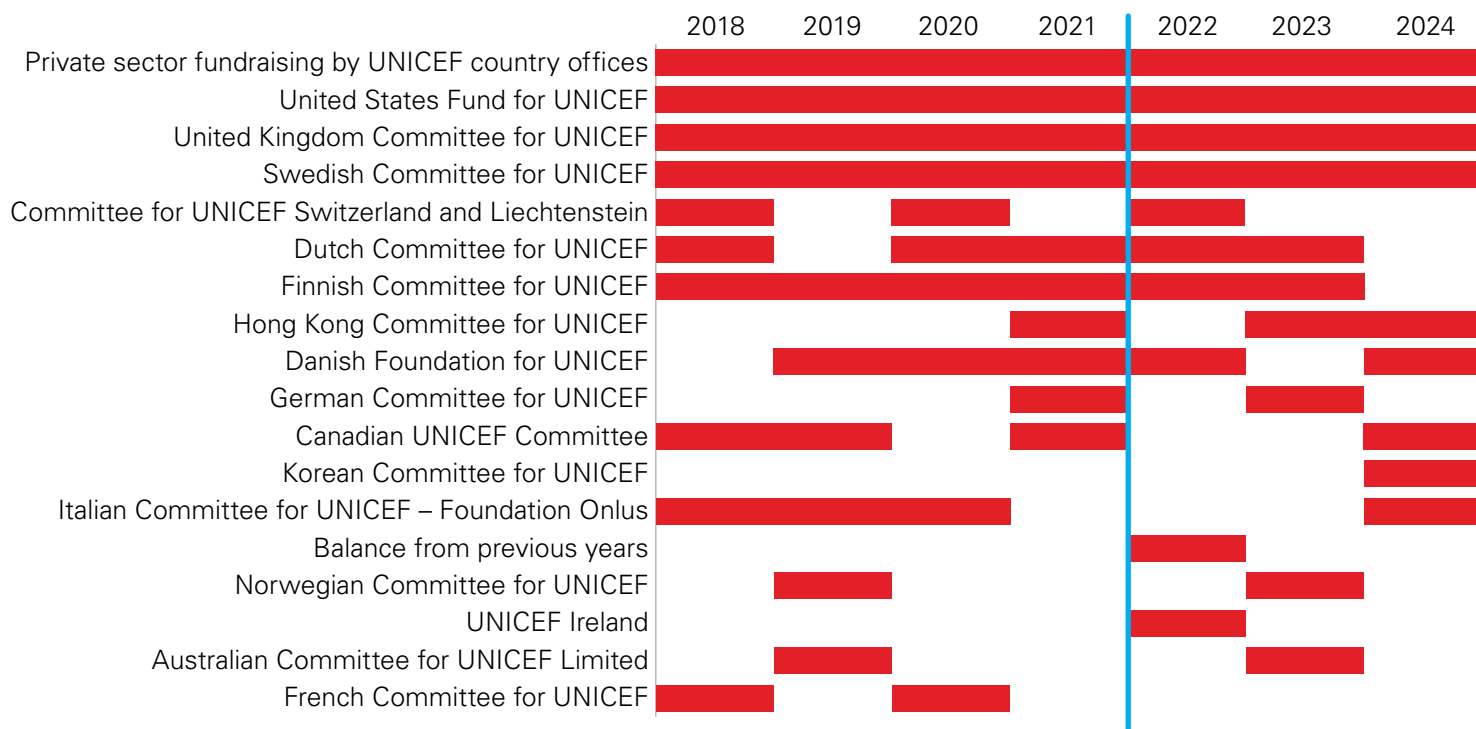 2018 2019 2020 2021 2022 2023 2024
Private sector fundraising by UNICEF country offices
United States Fund for UNICEF
United Kingdom Committee for UNICEF
Swedish Committee for UNICEF
Committee for UNICEF Switzerland and Liechtenstein
Dutch Committee for UNICEF
Finnish Committee for UNICEF
Hong Kong Committee for UNICEF
Danish Foundation for UNICEF
German Committee for UNICEF
Canadian UNICEF Committee
Korean Committee for UNICEF
Italian Committee for UNICEF – Foundation Onlus
Balance from previous years
Norwegian Committee for UNICEF
UNICEF Ireland
Australian Committee for UNICEF Limited
French Committee for UNICEF